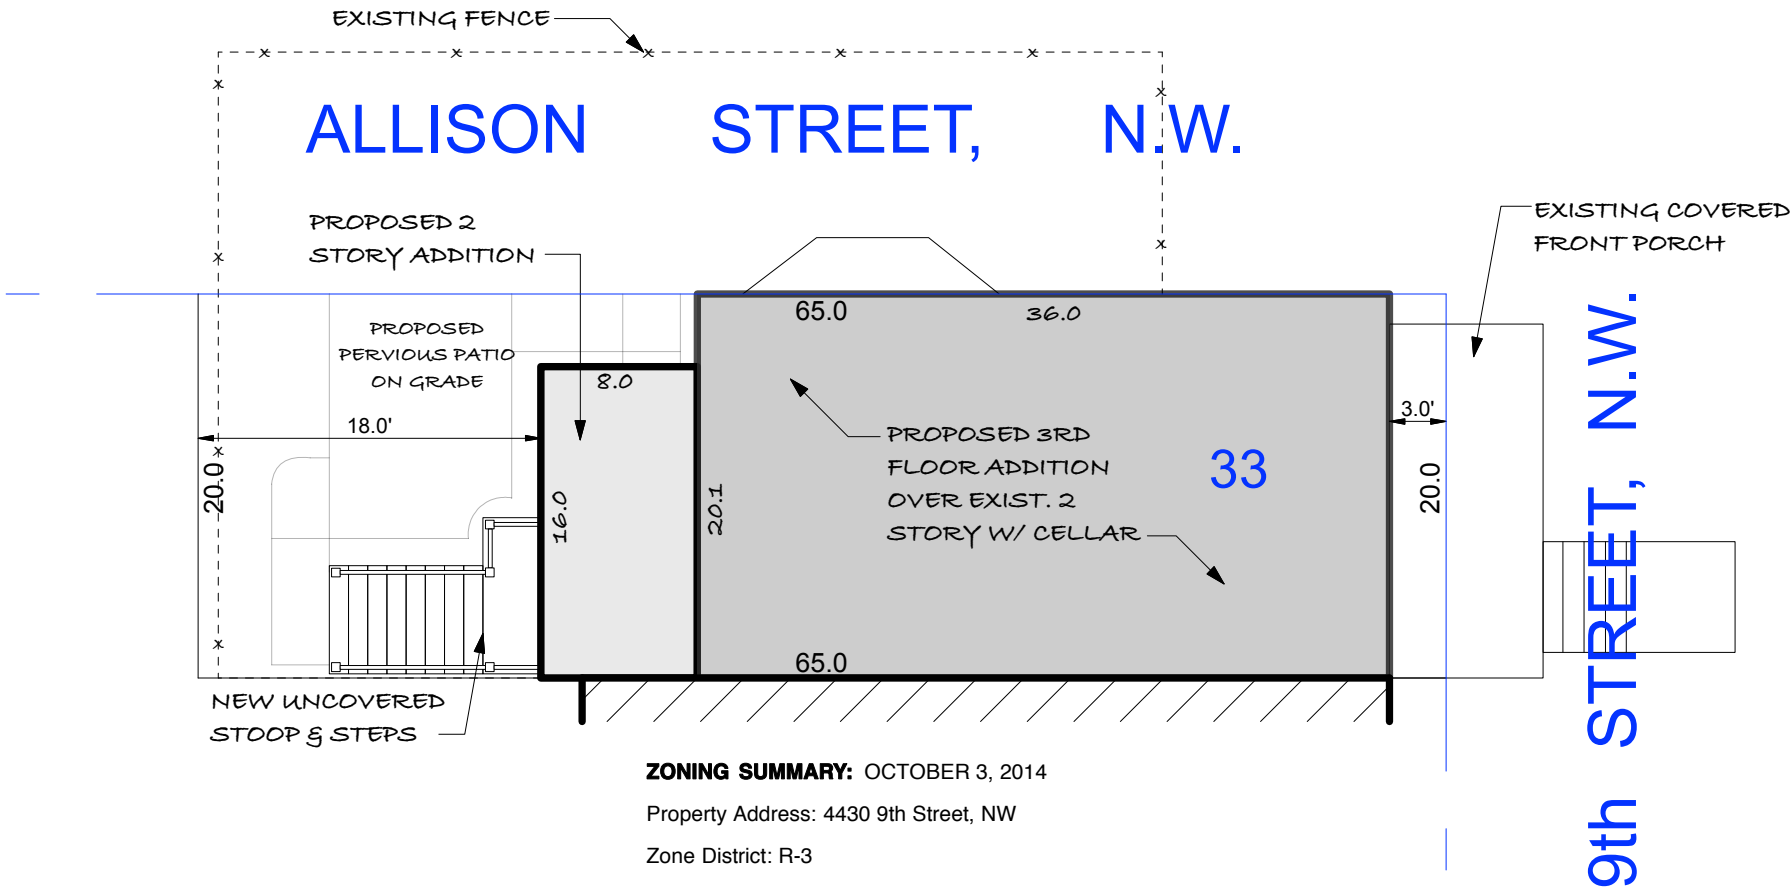 EXISTING FENCE
ALLISON STREET, N.W.
PROPOSED 2
STORY ADDITION
EXISTING COVERED
FRONT PORCH
65.0
36.0
PROPOSED
PERVIOUS PATIO
ON GRADE
8.0
18.0'
3.0'
PROPOSED 3RD
FLOOR ADDITION
OVER EXIST. 2
STORY W/ CELLAR
33
20.0
16.0
20.1
20.0
9th STREET, N.W.
65.0
NEW UNCOVERED
STOOP & STEPS
ZONING SUMMARY: OCTOBER 3, 2014
Property Address: 4430 9th Street, NW
Zone District: R-3